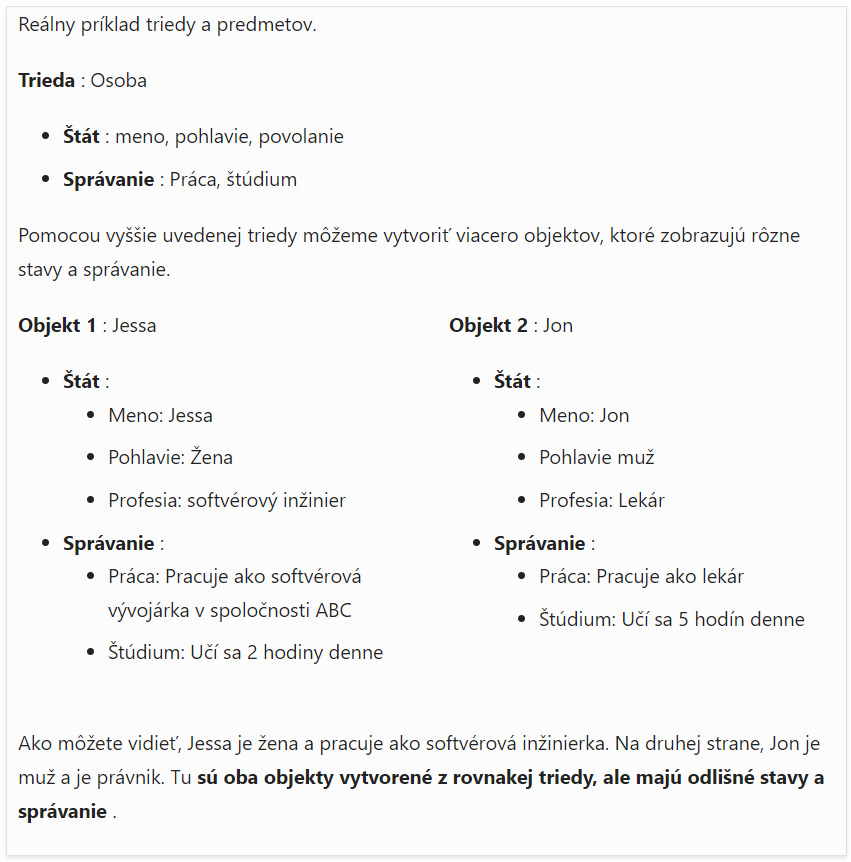 Reálny príklad triedy a predmetov.
Trieda : Osoba
Štát : meno, pohlavie, povolanie
Správanie : Práca, štúdium
Pomocou vyššie uvedenej triedy môžeme vytvoriť viacero objektov, ktoré zobrazujú rôzne
stavy a správanie.
Objekt 1 : Jessa
Štát :
Meno: Jessa
Pohlavie: Žena
Profesia: softvérový inžinier
Správanie :
Práca: Pracuje ako softvérová
vývojárka v spoločnosti ABC
Štúdium: Učí sa 2 hodiny denne
Objekt 2 : Jon
Štát :
Meno: Jon
Pohlavie muž
Profesia: Lekár
Správanie :
Práca: Pracuje ako lekár
Štúdium: Učí sa 5 hodín denne
Ako môžete vidieť, Jessa je žena a pracuje ako softvérová inžinierka. Na druhej strane, Jon je
muž a je právnik. Tu sú oba objekty vytvorené z rovnakej triedy, ale majú odlišné stavy a
správanie .